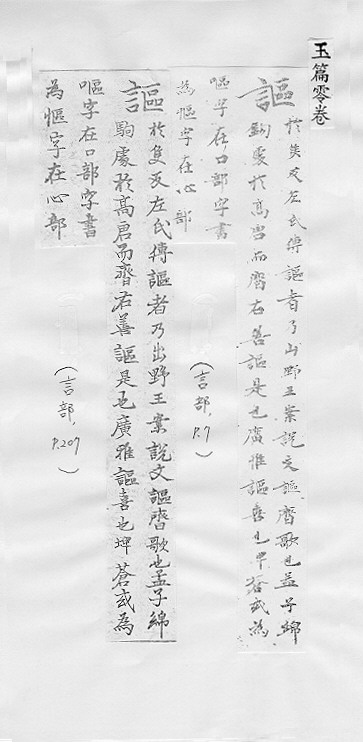 玉篇零卷
謳 於侯反左氏傳謳者乃出野王案說文謳齊歌也孟子綿
駒處於高唐而齊右善謳是也廣雅謳喜也埤蒼或為
嘔字在口部字書
為慪字在心部
(言部, P.7)
謳 於隻反左氏傳謳者乃出野王案說文謳齊歌也孟子綿
駒處於高唐而齊右善謳是也廣雅謳喜也埤蒼或為
嘔字在口部字書
為慪字在心部
(言部, P.209)